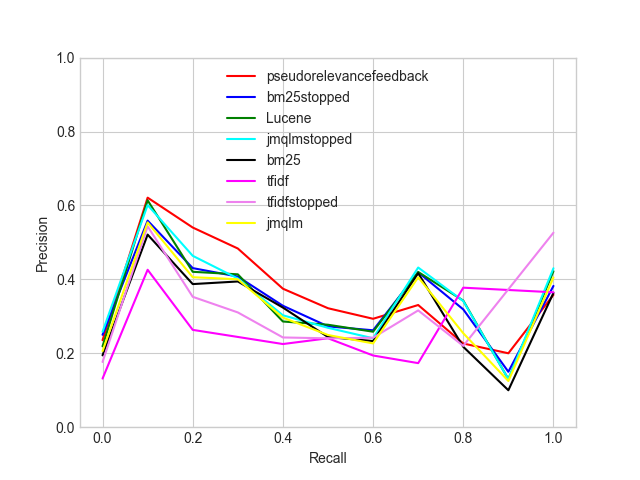 1.0
0.8
0.6
0.4
0.2
0.0
Precision
pseudorelevancefeedback
bm25stopped
Lucene
jmqlmstopped
bm25
tfidf
tfidfstopped
jmqlm
0.0 0.2 0.4 0.6 0.8 1.0
Recall